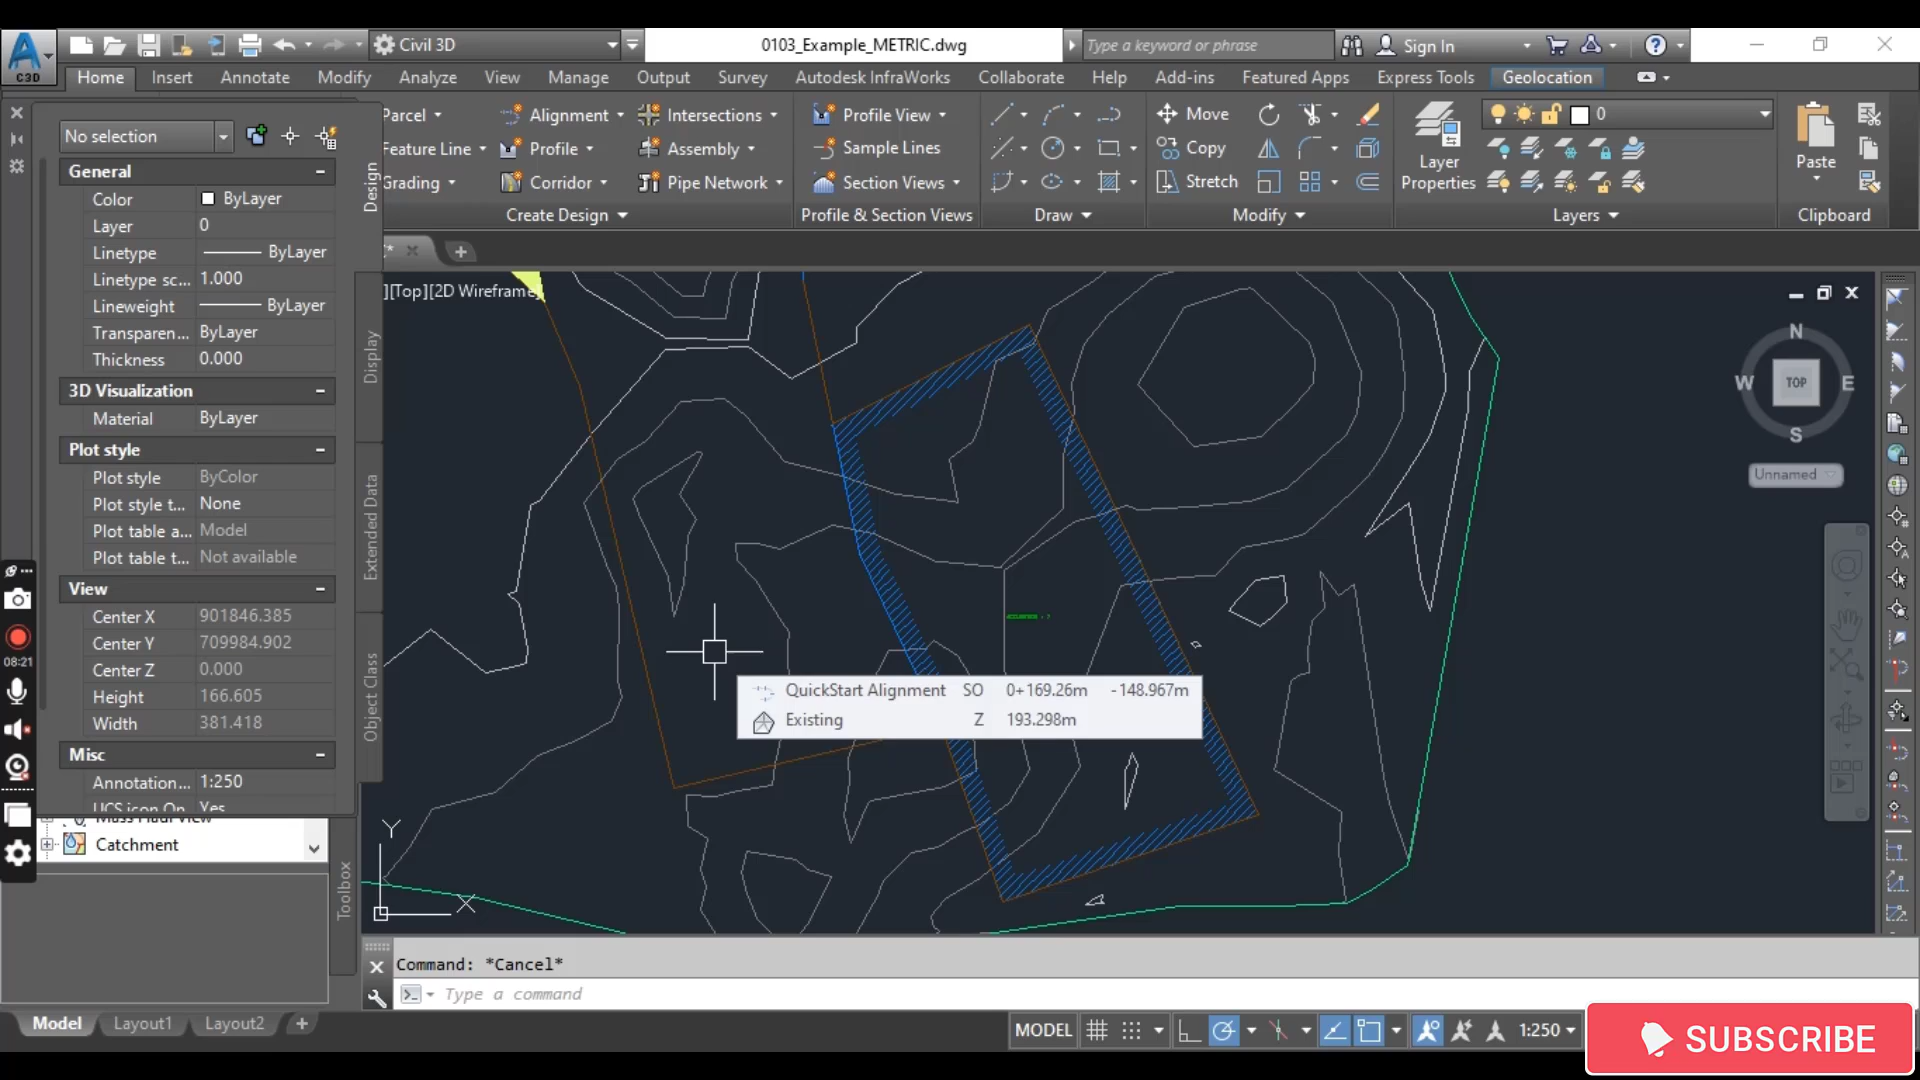 C3D
Civil 3D
0103_Example_METRIC.dwg
Type a keyword or phrase
Sign In
Home Insert Annotate Modify Analyze View Manage Output Survey Autodesk InfraWorks Collaborate Help Add-ins Featured Apps Express Tools Geolocation
No selection
General
Color ByLayer
Layer 0
Linetype ByLayer
Linetype sc... 1.000
Lineweight ByLayer
Transparen... ByLayer
Thickness 0.000
3D Visualization
Material ByLayer
Plot style
Plot style ByColor
Plot style t... None
Plot table a... Model
Plot table t... Not available
View
Center X 901846.385
Center Y 709984.902
Center Z 0.000
Height 166.605
Width 381.418
Misc
Annotation... 1:250
UCS icon On Yes
Mass Haul View
Catchment
Design
Display
Extended Data
Object Class
Toolbox
08:21
Parcel Alignment Intersections
Feature Line Profile Assembly
Grading Corridor Pipe Network
Create Design
Profile View
Sample Lines
Section Views
Profile & Section Views
Draw
Move
Copy
Stretch
Modify
Layer
Properties
0
Layers
Paste
Clipboard
][Top][2D Wireframe]
N
W TOP E
S
Unnamed
QuickStart Alignment SO 0+169.26m -148.967m
Existing Z 193.298m
Y
X
Command: *Cancel*
Type a command
Model Layout1 Layout2 +
MODEL
1:250
SUBSCRIBE